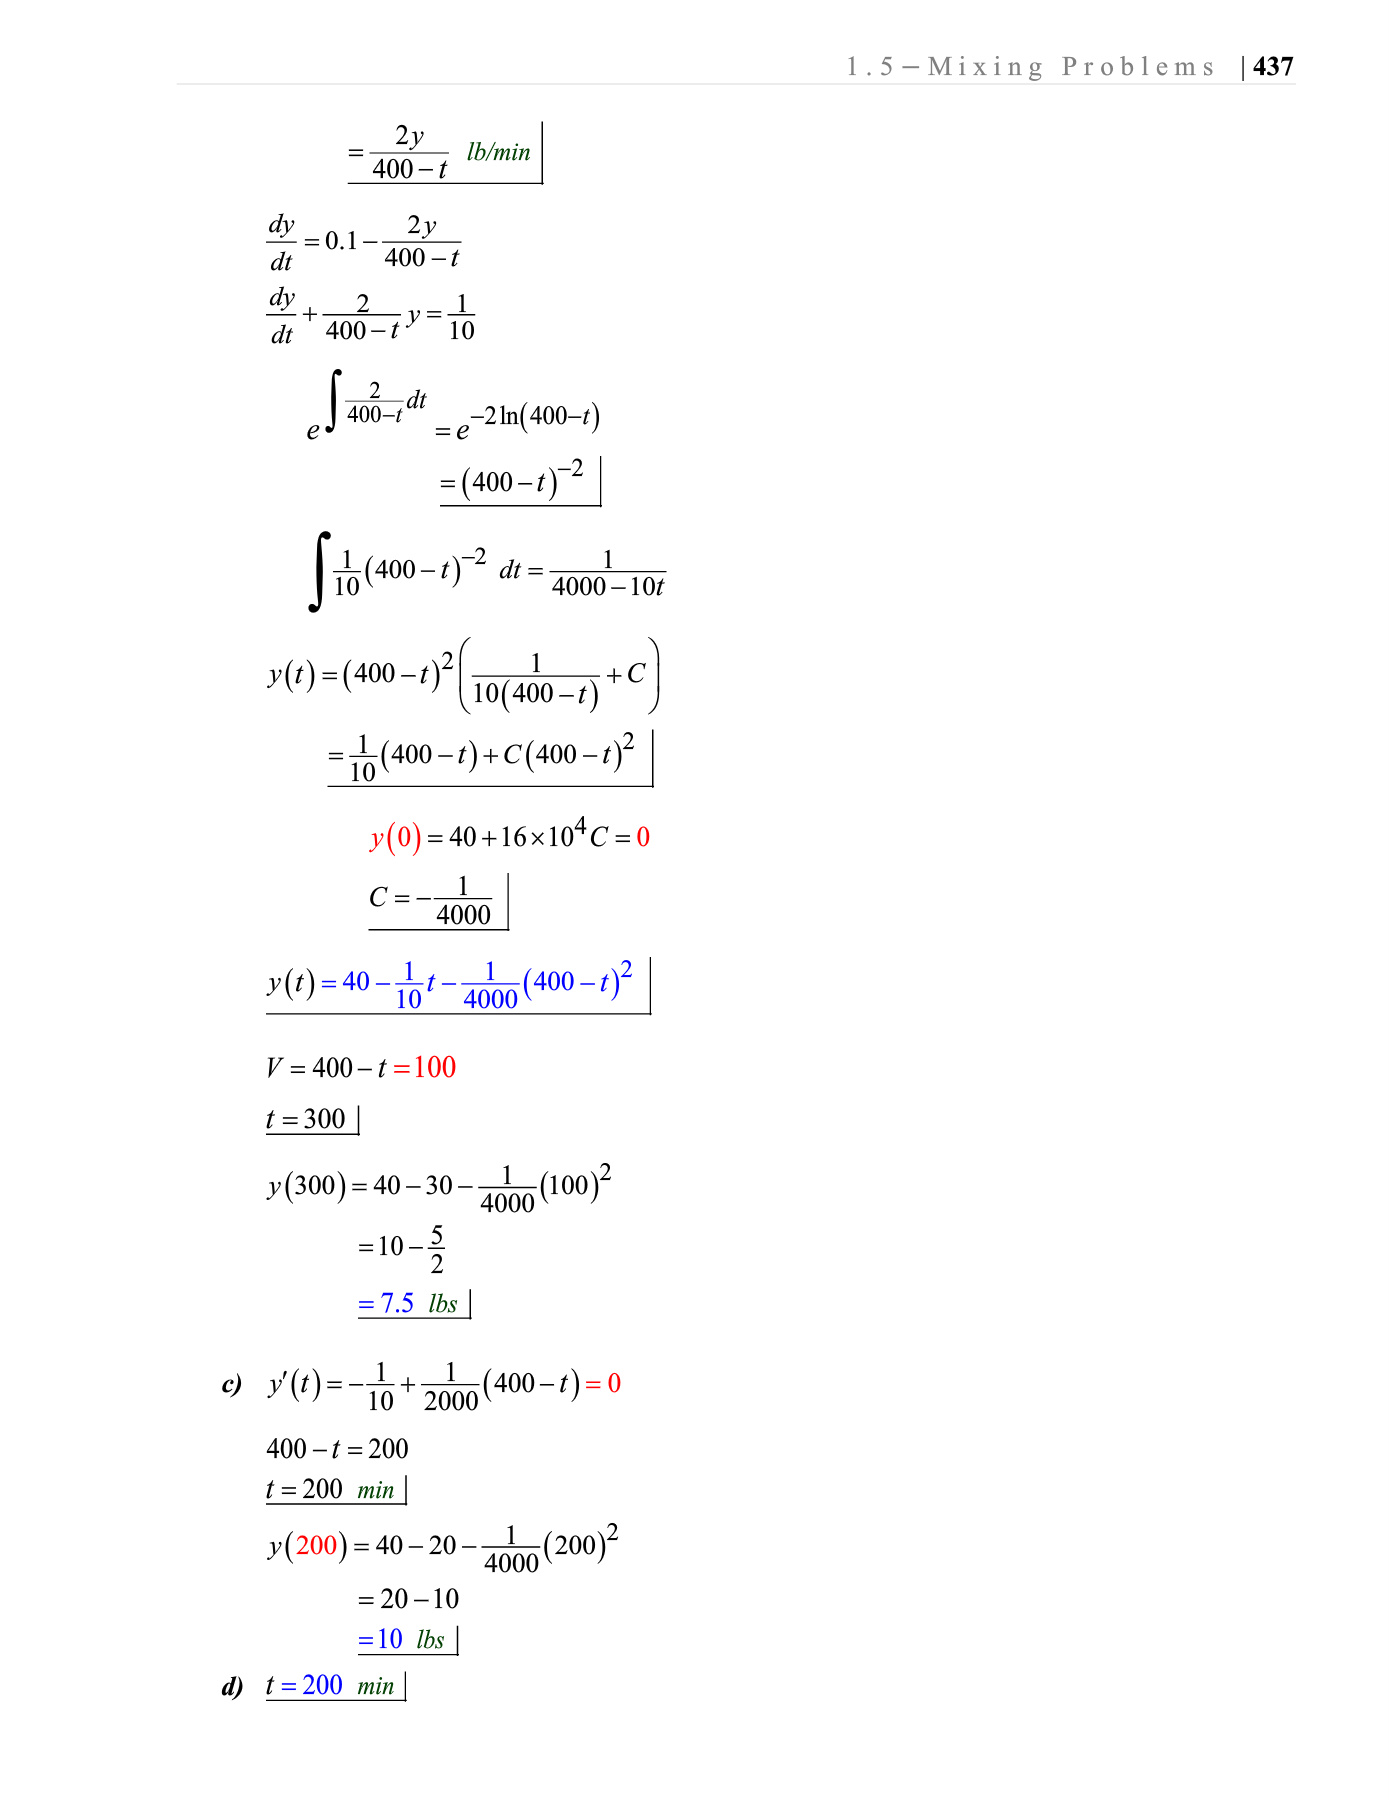 1.5 – Mixing Problems | 437
= \frac{2y}{400 - t} lb/min
\frac{dy}{dt} = 0.1 - \frac{2y}{400 - t}
\frac{dy}{dt} + \frac{2}{400 - t} y = \frac{1}{10}
e^{\int \frac{2}{400-t} dt} = e^{-2\ln(400-t)}
= (400 - t)^{-2}
\int \frac{1}{10} (400 - t)^{-2} dt = \frac{1}{4000 - 10t}
y(t) = (400 - t)^2 \left( \frac{1}{10(400 - t)} + C \right)
= \frac{1}{10} (400 - t) + C (400 - t)^2
y(0) = 40 + 16 × 10^4 C = 0
C = -\frac{1}{4000}
y(t) = 40 - \frac{1}{10} t - \frac{1}{4000} (400 - t)^2
V = 400 - t = 100
t = 300
y(300) = 40 - 30 - \frac{1}{4000} (100)^2
= 10 - \frac{5}{2}
= 7.5 lbs
c) y'(t) = -\frac{1}{10} + \frac{1}{2000} (400 - t) = 0
400 - t = 200
t = 200 min
y(200) = 40 - 20 - \frac{1}{4000} (200)^2
= 20 - 10
= 10 lbs
d) t = 200 min